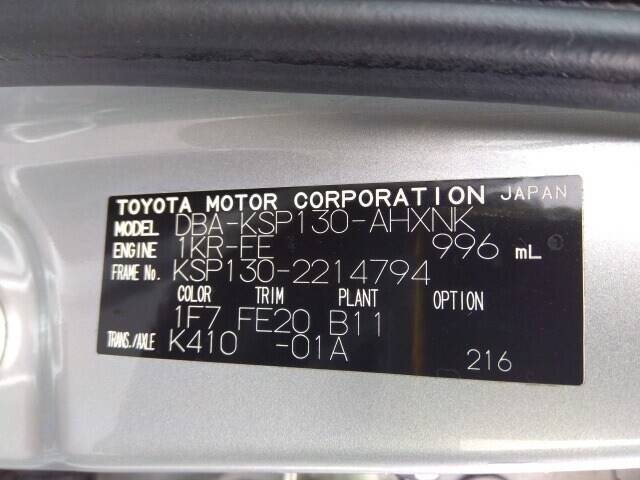 TOYOTA MOTOR CORPORATION JAPAN
MODEL DBA-KSP130-AHXNK
ENGINE 1KR-FE 996 mL
FRAME No. KSP130-2214794
COLOR TRIM PLANT OPTION
1F7 FE20 B11
TRANS./AXLE K410 -01A
216